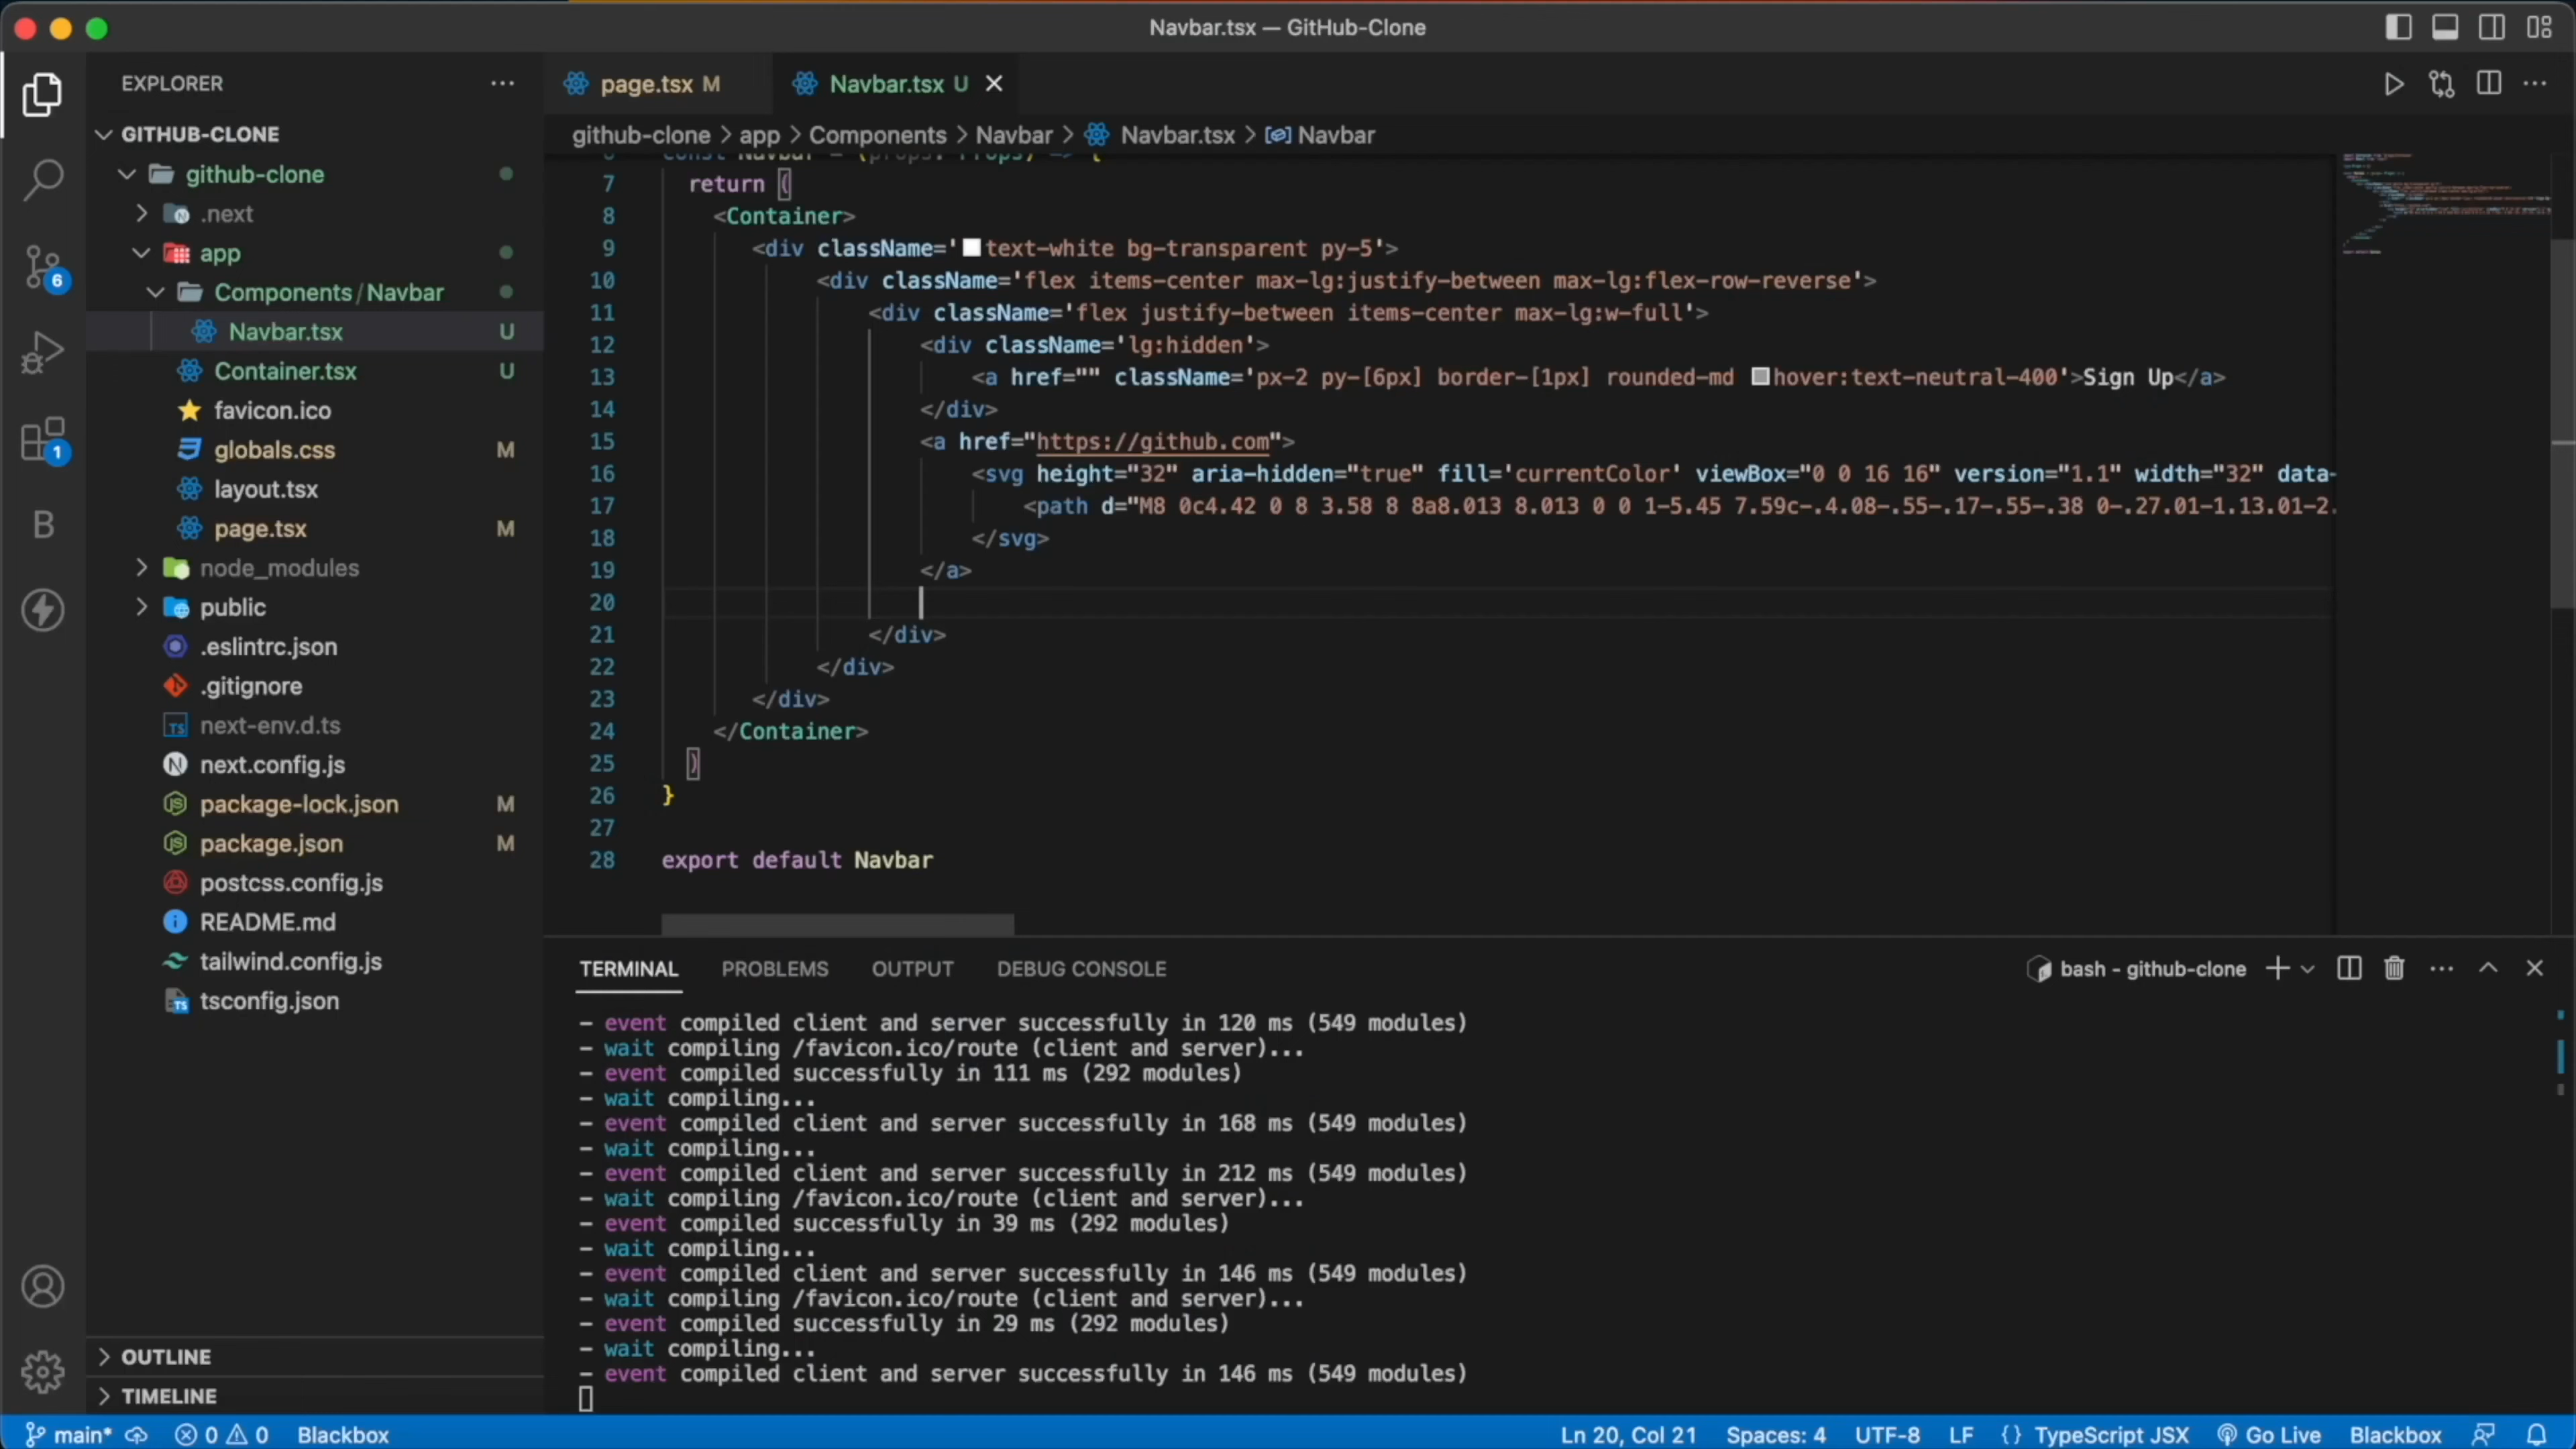 Navbar.tsx — GitHub-Clone
EXPLORER
GITHUB-CLONE
github-clone
.next
app
Components/Navbar
Navbar.tsx U
Container.tsx U
favicon.ico
globals.css M
layout.tsx
page.tsx M
node_modules
public
.eslintrc.json
.gitignore
next-env.d.ts
next.config.js
package-lock.json M
package.json M
postcss.config.js
README.md
tailwind.config.js
tsconfig.json
OUTLINE
TIMELINE
6
1
B
page.tsx M
Navbar.tsx U
github-clone > app > Components > Navbar > Navbar.tsx > Navbar
6 const Navbar = (props: Props) => {
7 return (
8 <Container>
9 <div className='text-white bg-transparent py-5'>
10 <div className='flex items-center max-lg:justify-between max-lg:flex-row-reverse'>
11 <div className='flex justify-between items-center max-lg:w-full'>
12 <div className='lg:hidden'>
13 <a href="" className='px-2 py-[6px] border-[1px] rounded-md hover:text-neutral-400'>Sign Up</a>
14 </div>
15 <a href="https://github.com">
16 <svg height="32" aria-hidden="true" fill='currentColor' viewBox="0 0 16 16" version="1.1" width="32" data-
17 <path d="M8 0c4.42 0 8 3.58 8 8a8.013 8.013 0 0 1-5.45 7.59c-.4.08-.55-.17-.55-.38 0-.27.01-1.13.01-2.
18 </svg>
19 </a>
20
21 </div>
22 </div>
23 </div>
24 </Container>
25 )
26 }
27
28 export default Navbar
TERMINAL PROBLEMS OUTPUT DEBUG CONSOLE
bash - github-clone
- event compiled client and server successfully in 120 ms (549 modules)
- wait compiling /favicon.ico/route (client and server)...
- event compiled successfully in 111 ms (292 modules)
- wait compiling...
- event compiled client and server successfully in 168 ms (549 modules)
- wait compiling...
- event compiled client and server successfully in 212 ms (549 modules)
- wait compiling /favicon.ico/route (client and server)...
- event compiled successfully in 39 ms (292 modules)
- wait compiling...
- event compiled client and server successfully in 146 ms (549 modules)
- wait compiling /favicon.ico/route (client and server)...
- event compiled successfully in 29 ms (292 modules)
- wait compiling...
- event compiled client and server successfully in 146 ms (549 modules)
main* 0 0 Blackbox
Ln 20, Col 21 Spaces: 4 UTF-8 LF {} TypeScript JSX Go Live Blackbox